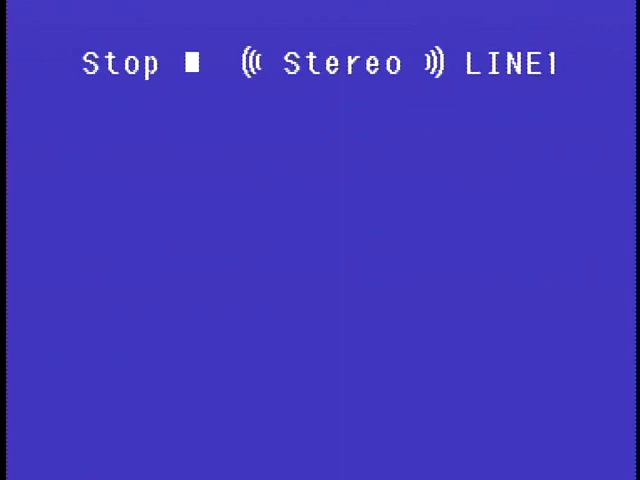 Stop ■ ⸨ Stereo ⸩ LINE1